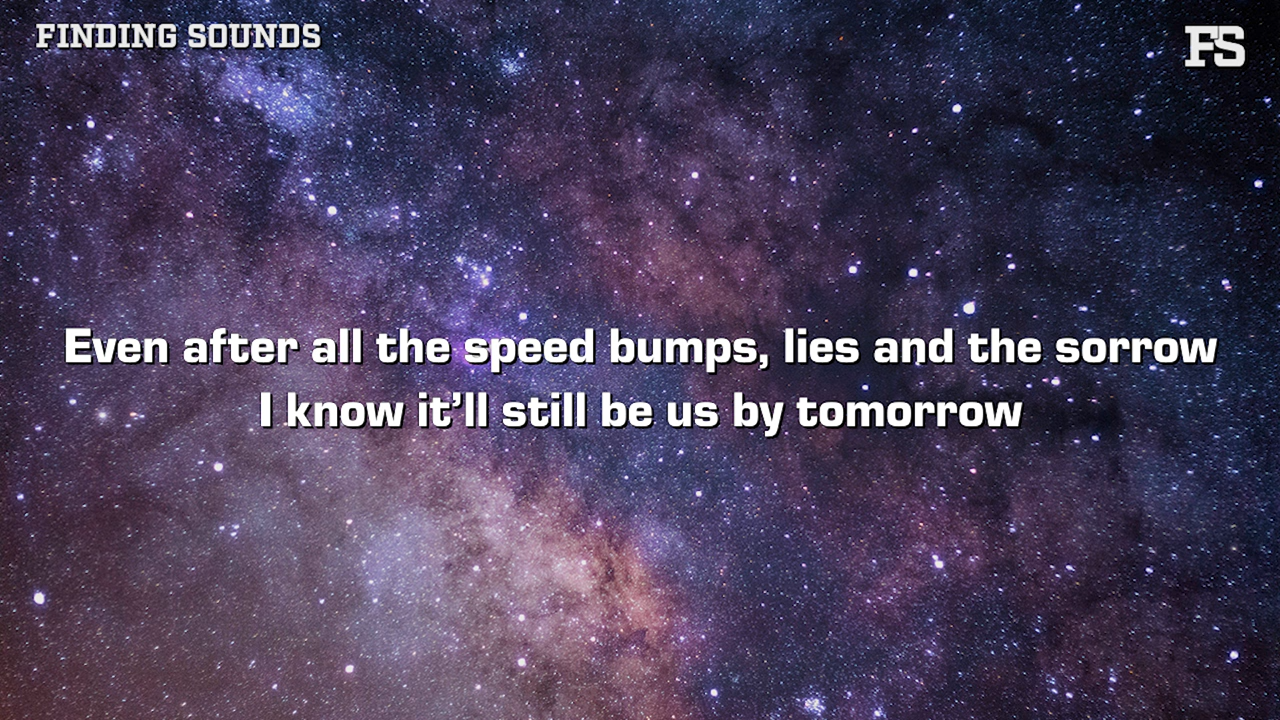 FINDING SOUNDS
FS
Even after all the speed bumps, lies and the sorrow
I know it’ll still be us by tomorrow